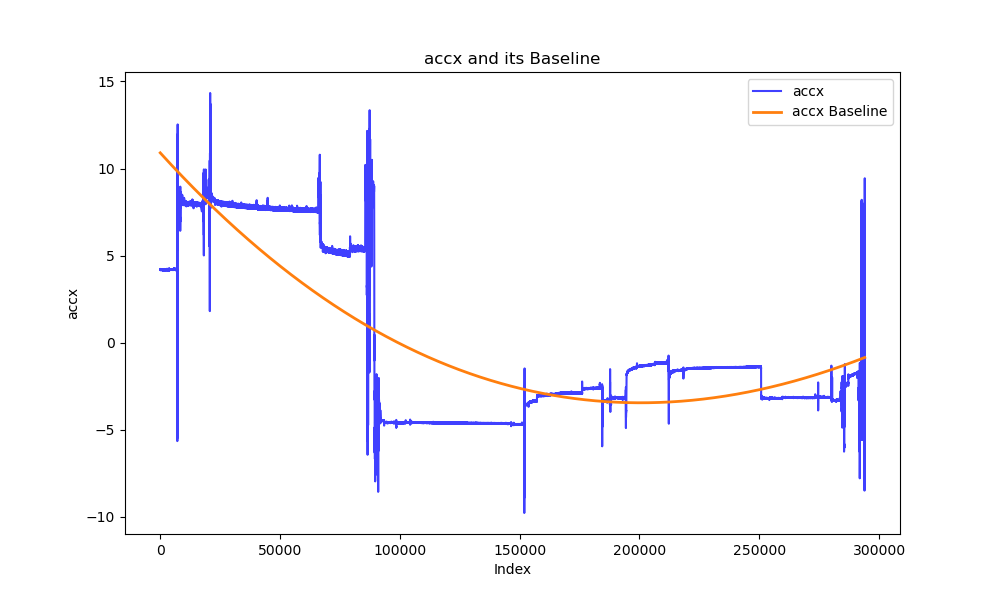 accx and its Baseline
accx
accx Baseline
15
10
5
0
−5
−10
accx
0
50000
100000
150000
200000
250000
300000
Index